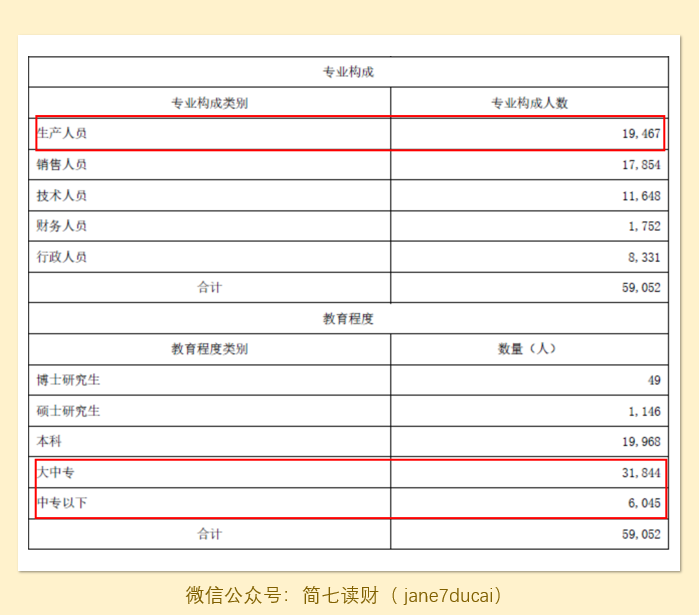 专业构成
专业构成类别 专业构成人数
生产人员 19,467
销售人员 17,854
技术人员 11,648
财务人员 1,752
行政人员 8,331
合计 59,052
教育程度
教育程度类别 数量（人）
博士研究生 49
硕士研究生 1,146
本科 19,968
大中专 31,844
中专以下 6,045
合计 59,052
微信公众号：简七读财（ jane7ducai）